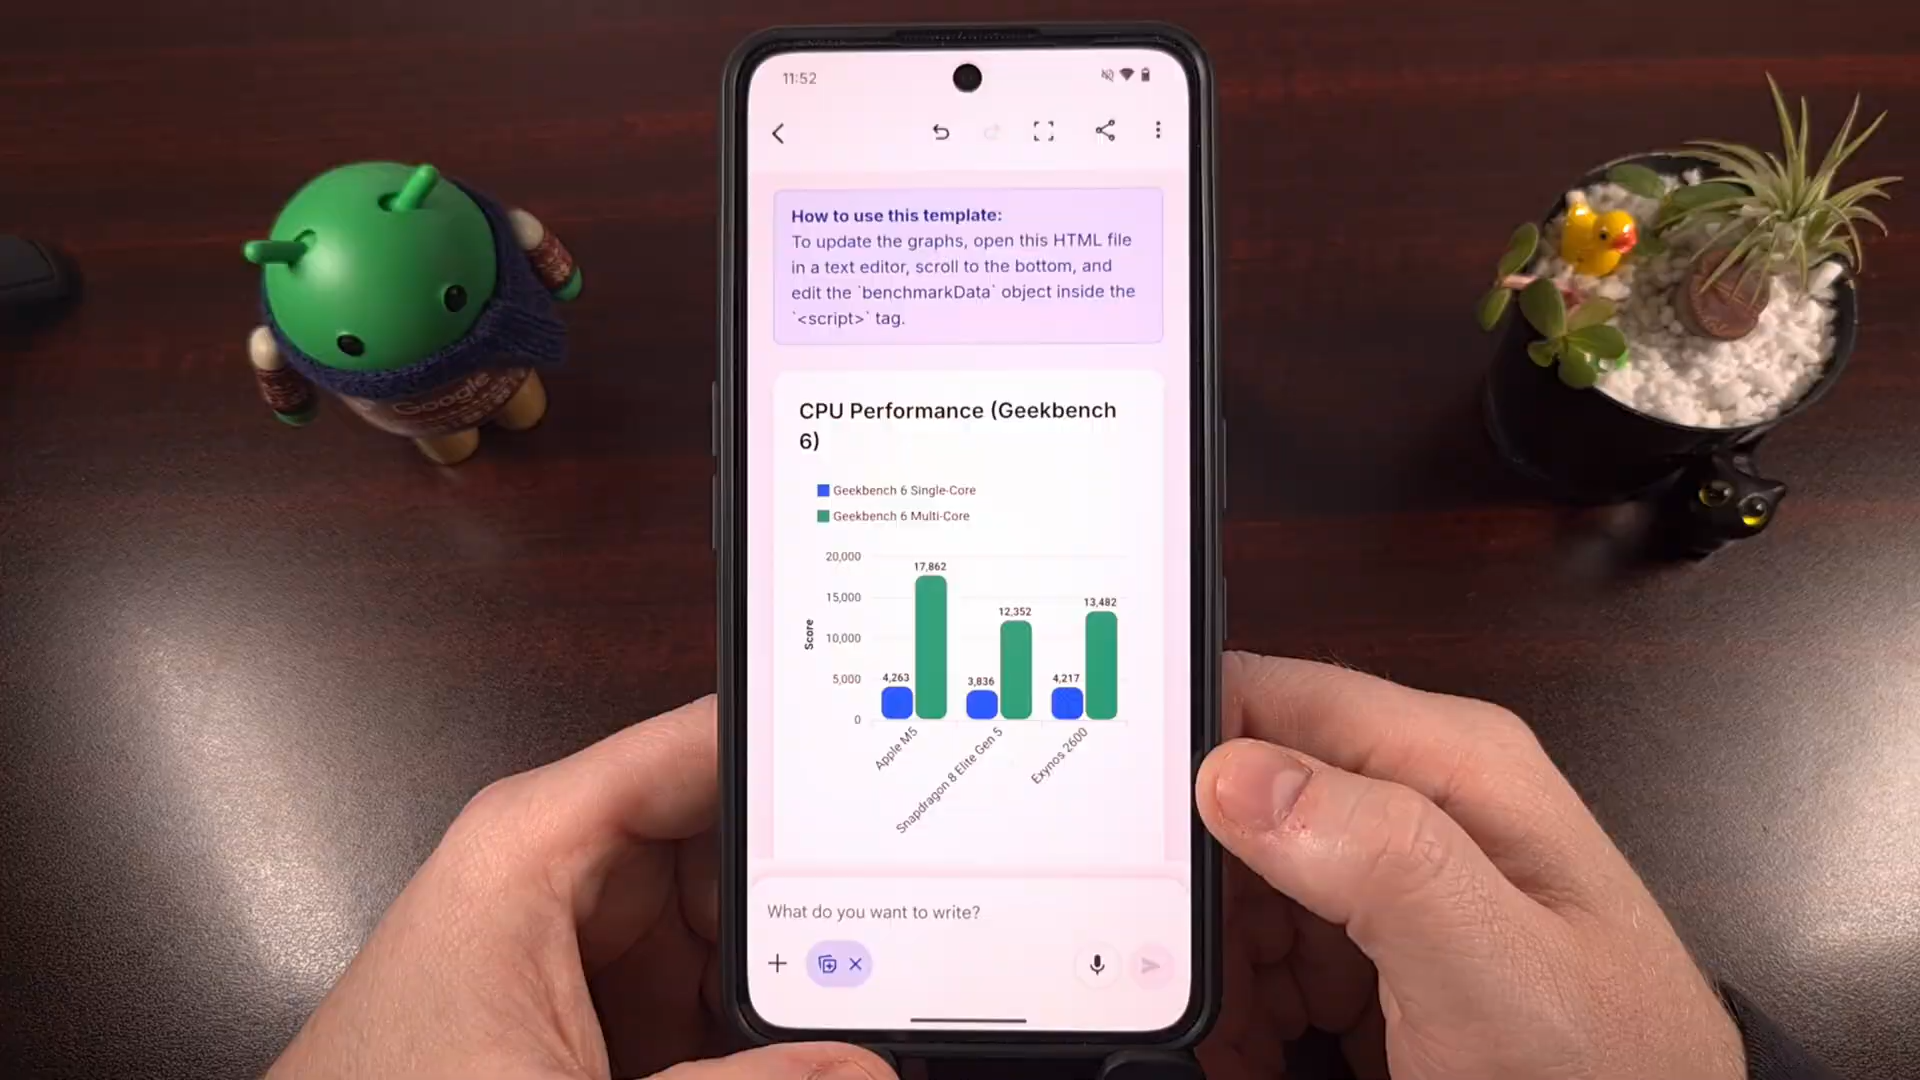 11:52
How to use this template:
To update the graphs, open this HTML file
in a text editor, scroll to the bottom, and
edit the `benchmarkData` object inside the
`<script>` tag.
CPU Performance (Geekbench
6)
Geekbench 6 Single-Core
Geekbench 6 Multi-Core
Score
20,000
15,000
10,000
5,000
0
4,263
17,862
3,836
12,352
4,217
13,482
Apple M5
Snapdragon 8 Elite Gen 5
Exynos 2600
What do you want to write?
Google